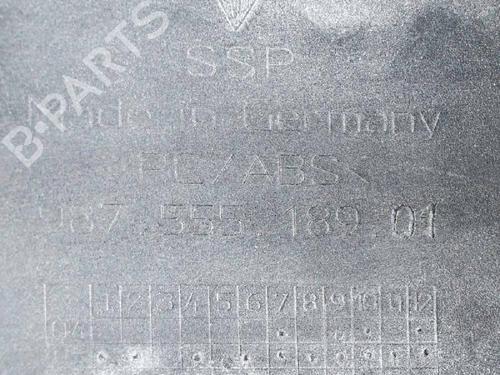 B-PARTS
SSP
Made in Germany
PC/ABS<
987.555.189.01
1 2 3 4 5 6 7 8 9 10 11 12
04